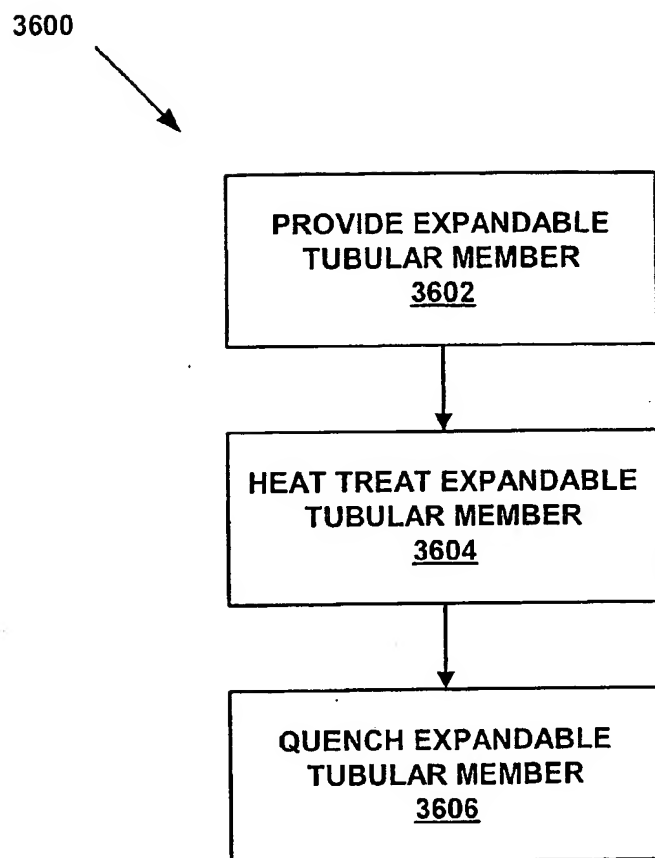 3600
PROVIDE EXPANDABLE
TUBULAR MEMBER
3602
HEAT TREAT EXPANDABLE
TUBULAR MEMBER
3604
QUENCH EXPANDABLE
TUBULAR MEMBER
3606